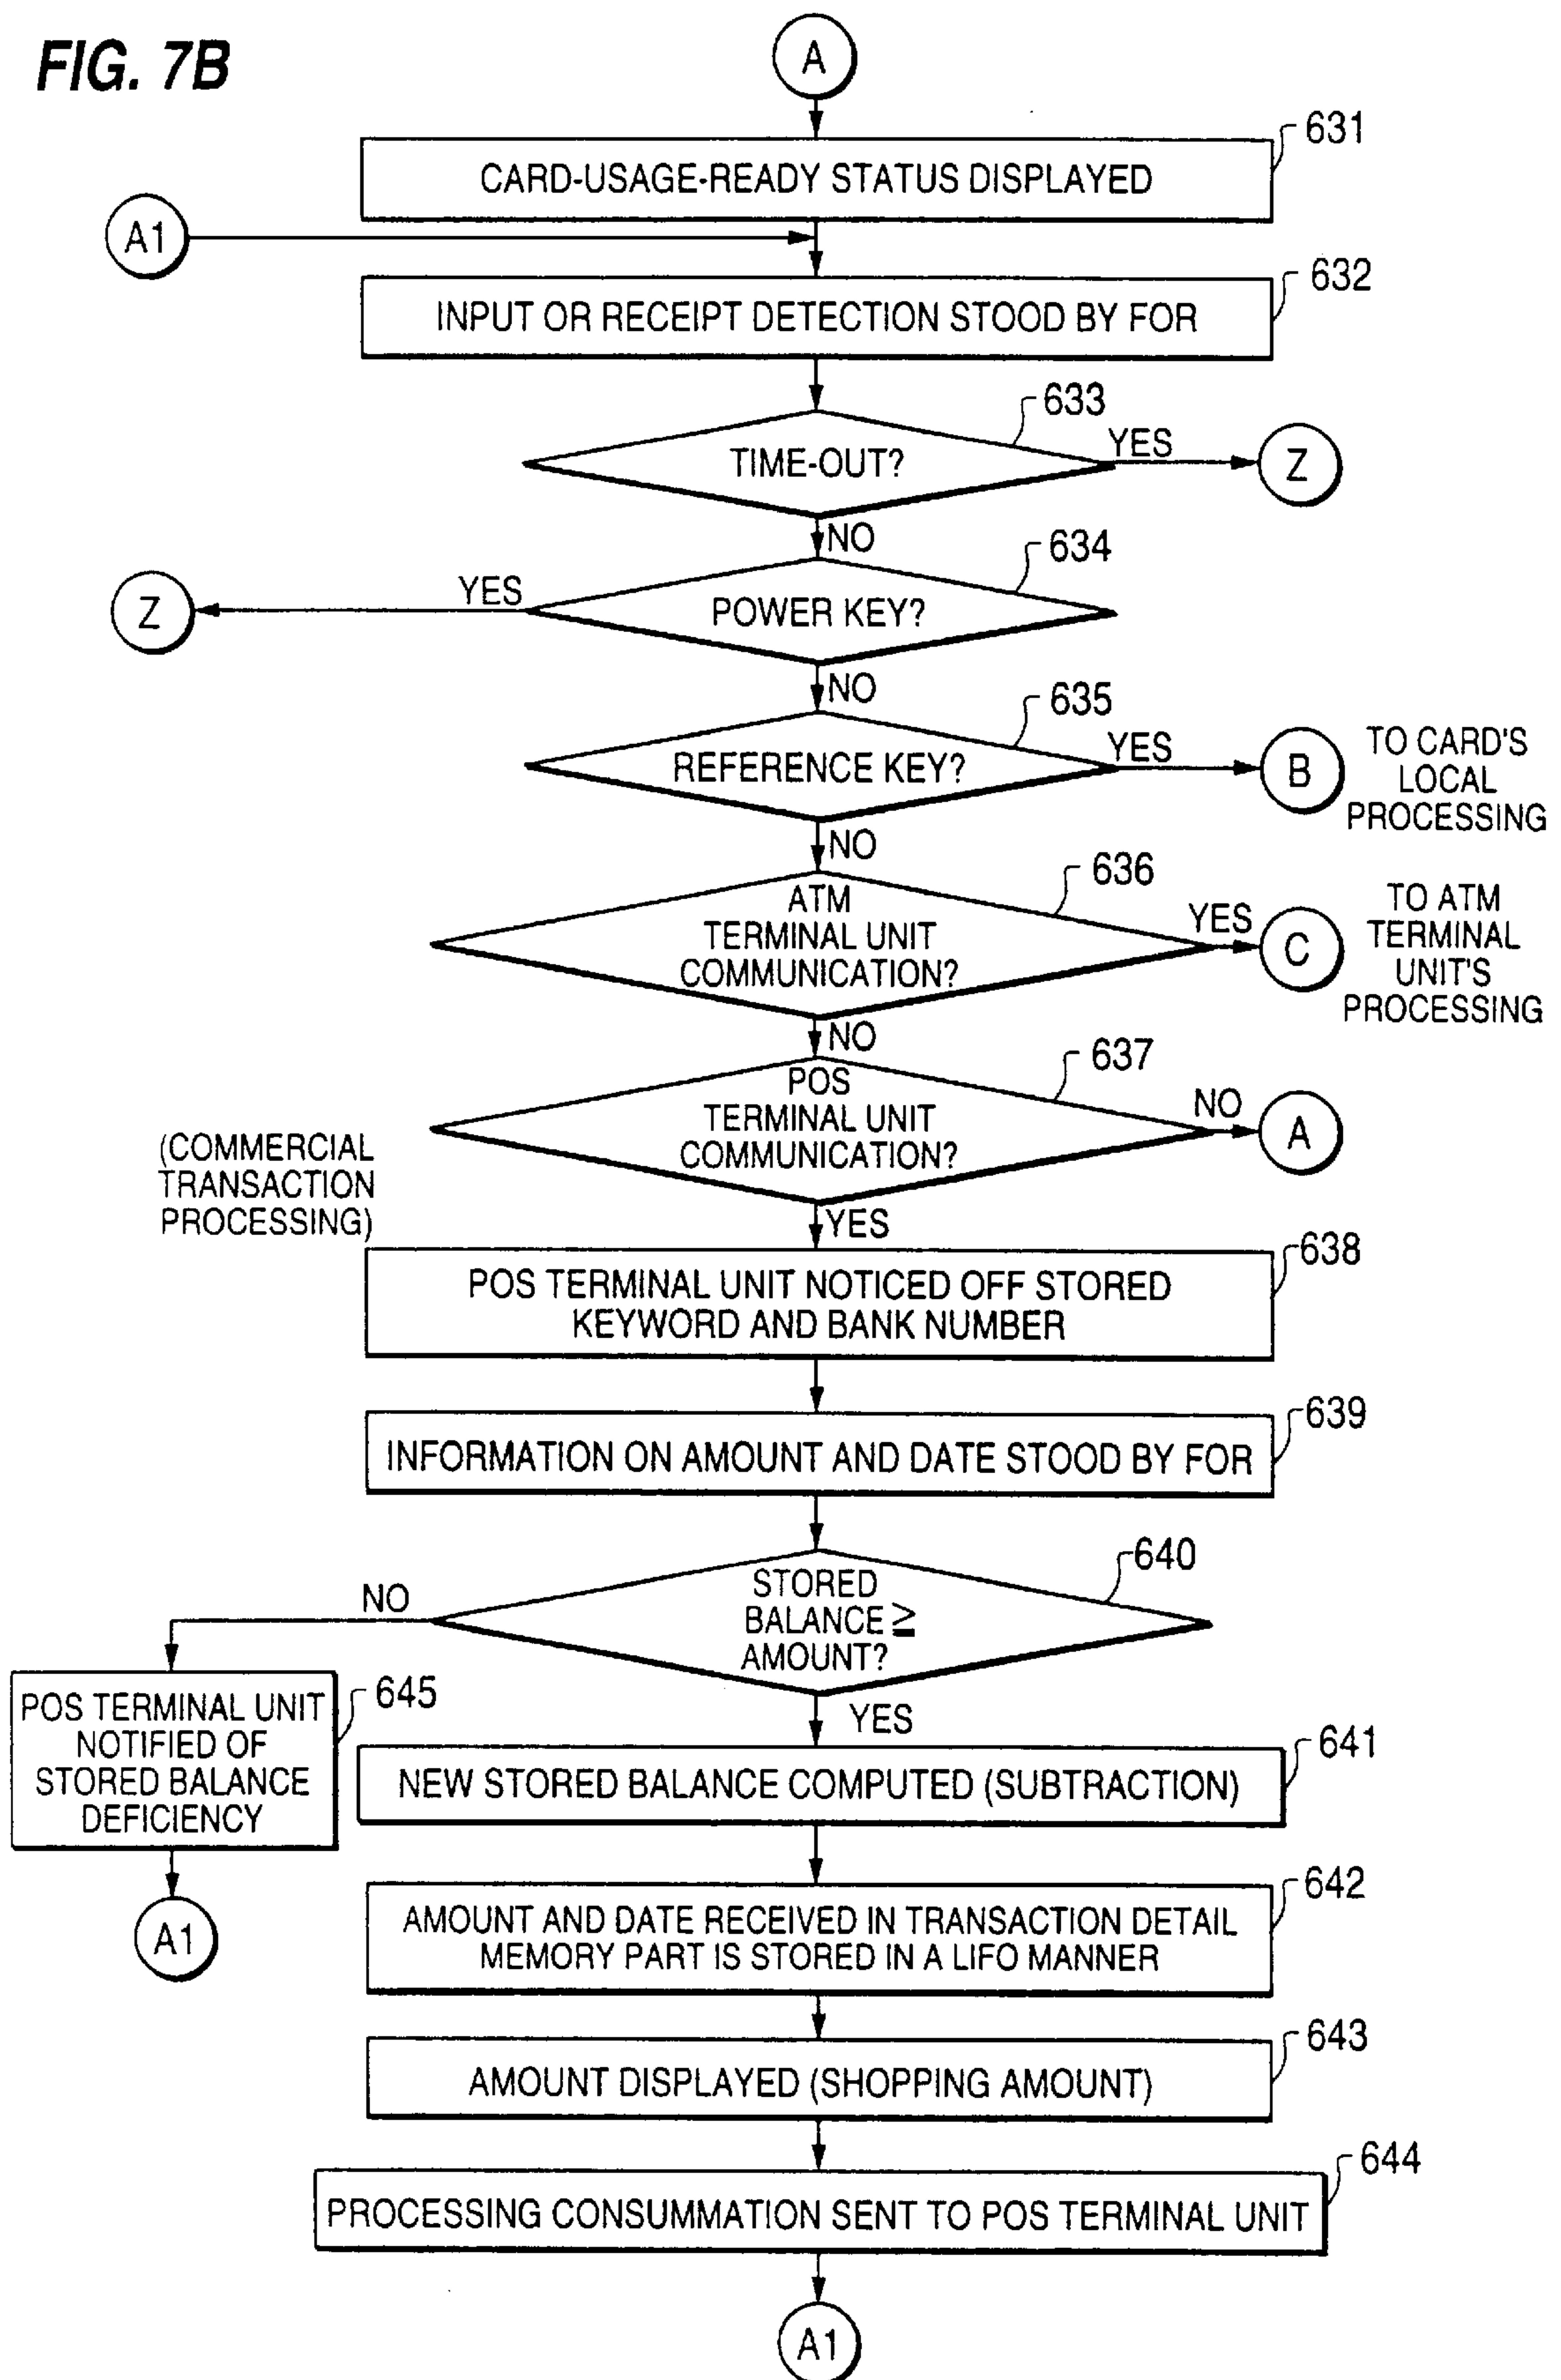 FIG. 7B
A
631
CARD-USAGE-READY STATUS DISPLAYED
A1
632
INPUT OR RECEIPT DETECTION STOOD BY FOR
633
TIME-OUT?
YES
Z
NO
634
POWER KEY?
YES
Z
NO
635
REFERENCE KEY?
YES
B
TO CARD'S
LOCAL
PROCESSING
NO
636
ATM
TERMINAL UNIT
COMMUNICATION?
YES
C
TO ATM
TERMINAL
UNIT'S
PROCESSING
NO
637
POS
TERMINAL UNIT
COMMUNICATION?
NO
A
(COMMERCIAL
TRANSACTION
PROCESSING)
YES
638
POS TERMINAL UNIT NOTICED OFF STORED
KEYWORD AND BANK NUMBER
639
INFORMATION ON AMOUNT AND DATE STOOD BY FOR
640
STORED
BALANCE ≧
AMOUNT?
NO
645
POS TERMINAL UNIT
NOTIFIED OF
STORED BALANCE
DEFICIENCY
A1
YES
641
NEW STORED BALANCE COMPUTED (SUBTRACTION)
642
AMOUNT AND DATE RECEIVED IN TRANSACTION DETAIL
MEMORY PART IS STORED IN A LIFO MANNER
643
AMOUNT DISPLAYED (SHOPPING AMOUNT)
644
PROCESSING CONSUMMATION SENT TO POS TERMINAL UNIT
A1